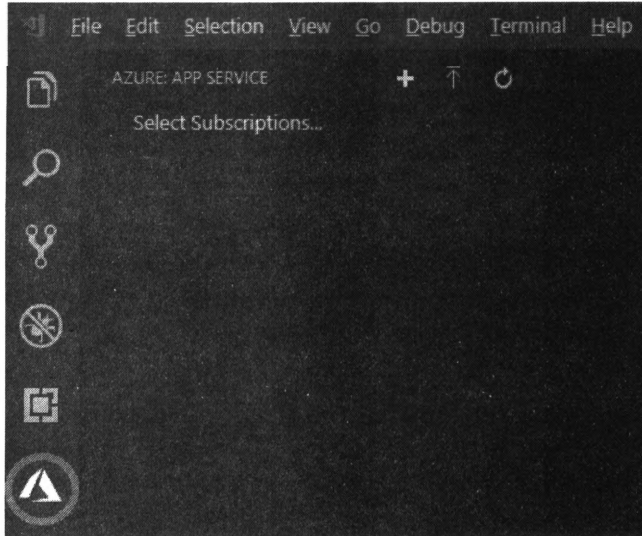 File Edit Selection View Go Debug Terminal Help
AZURE: APP SERVICE
Select Subscriptions...